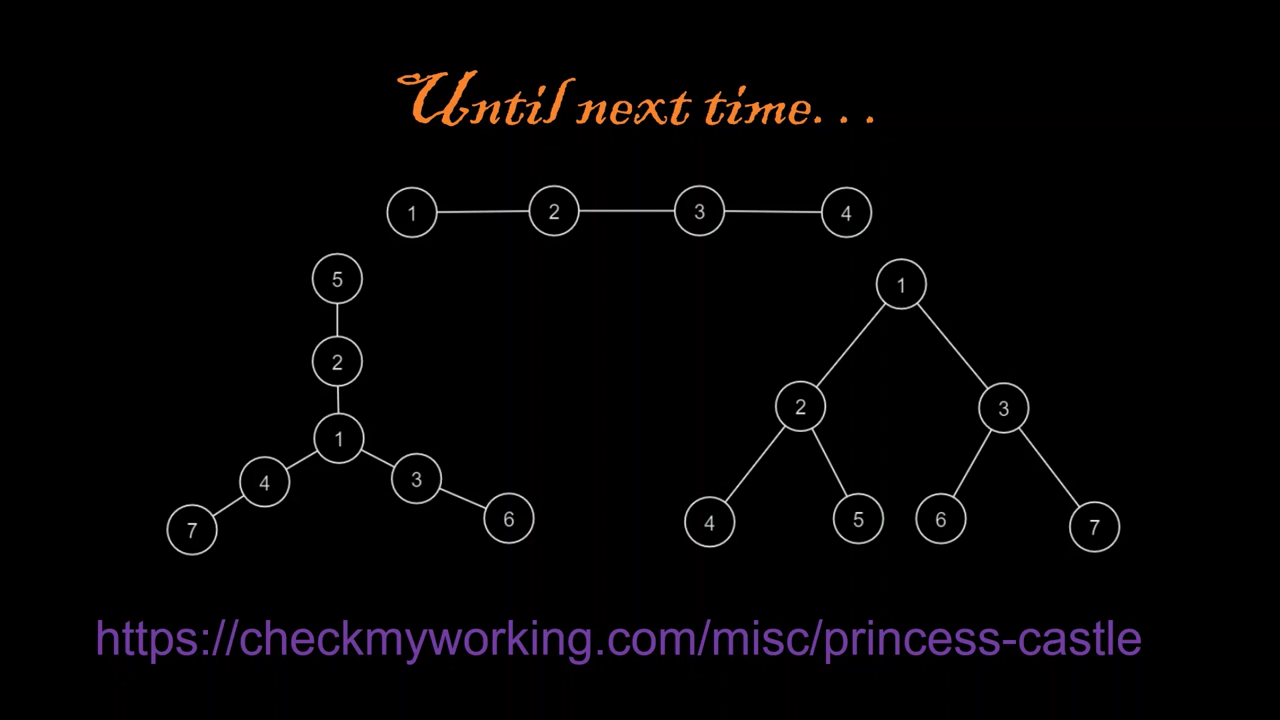 Until next time...
1 2 3 4
5
2
1
4 3
7 6
1
2 3
4 5 6 7
https://checkmyworking.com/misc/princess-castle